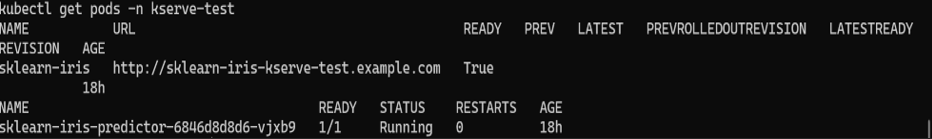 kubectl get pods -n kserve-test
NAME URL READY PREV LATEST PREVROLLEDOUTREVISION LATESTREADY
REVISION AGE
sklearn-iris http://sklearn-iris-kserve-test.example.com True
18h
NAME READY STATUS RESTARTS AGE
sklearn-iris-predictor-6846d8d8d6-vjxb9 1/1 Running 0 18h